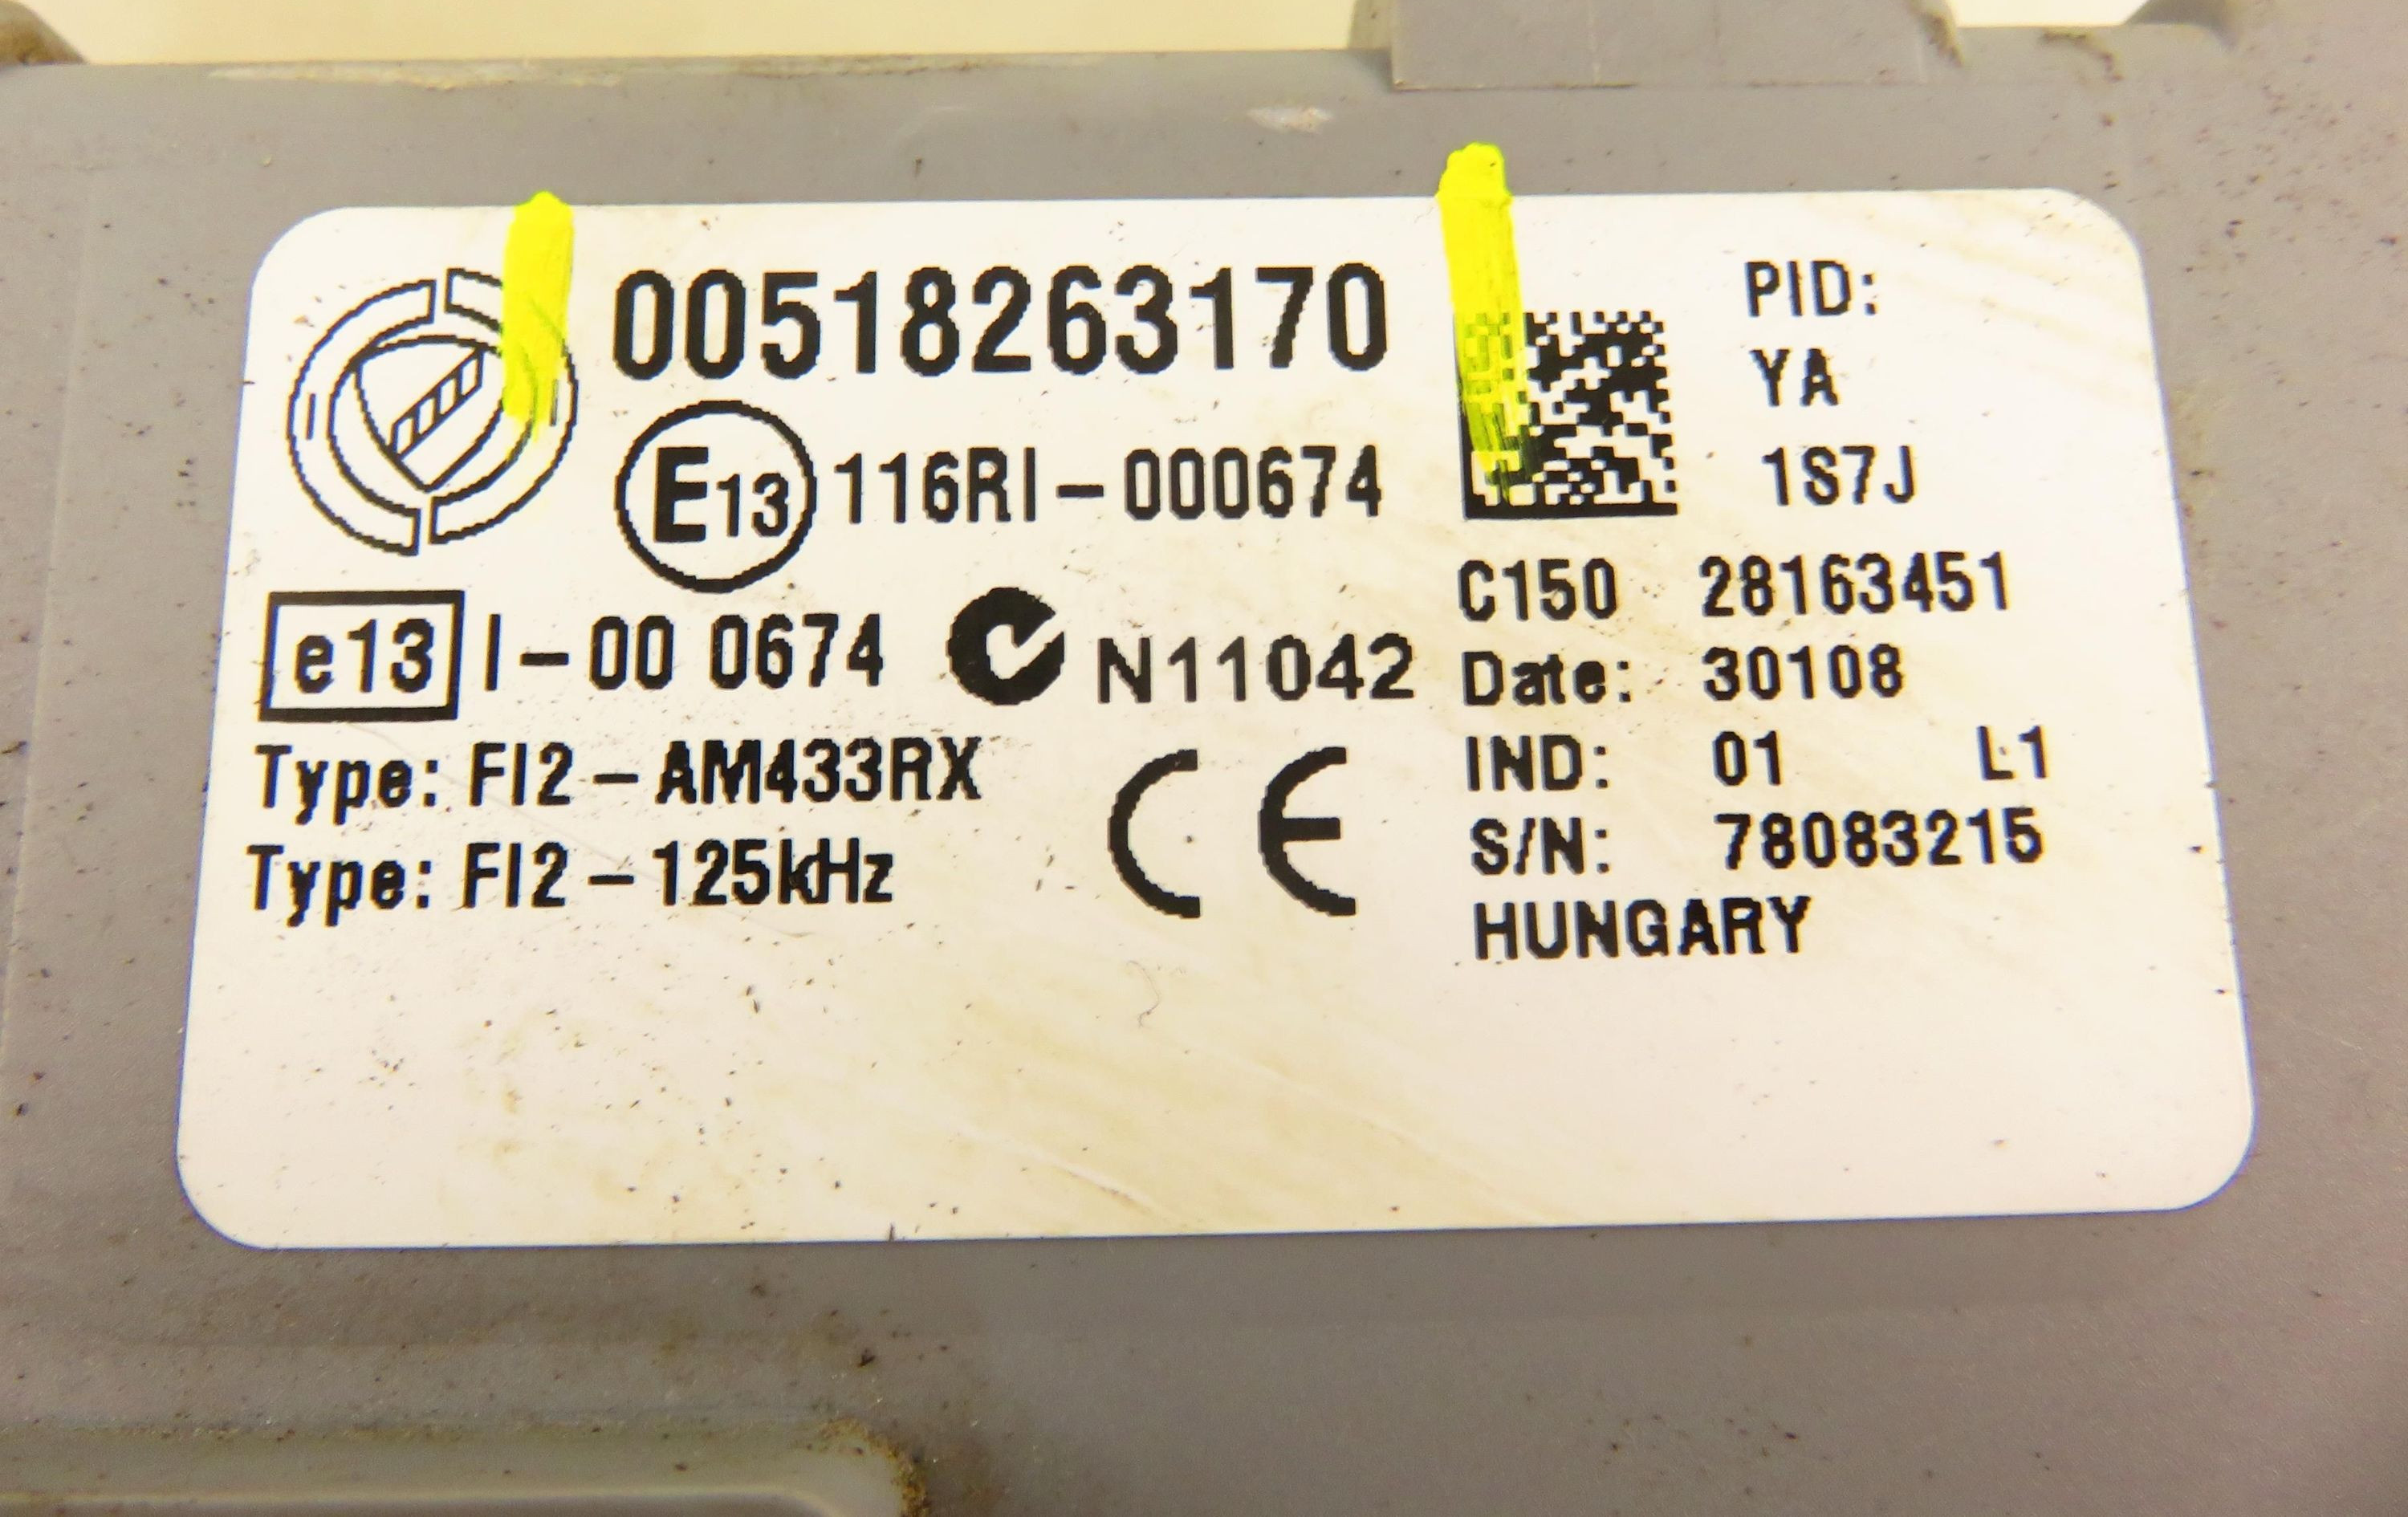 00518263170
E13 116RI-000674
e13 I-00 0674 N11042
Type: FI2-AM433RX
Type: FI2-125kHz
CE
PID:
YA
1S7J
C150 28163451
Date: 30108
IND: 01 L1
S/N: 78083215
HUNGARY